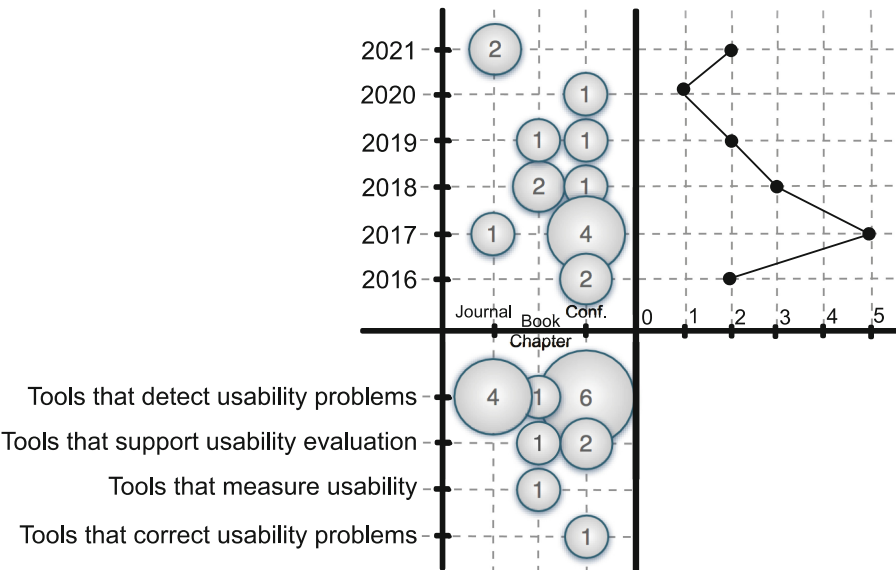 2021 2
2020 1
2019 1 1
2018 2 1
2017 1 4
2016 2
Journal Book Chapter Conf. 0 1 2 3 4 5
Tools that detect usability problems 4 1 6
Tools that support usability evaluation 1 2
Tools that measure usability 1
Tools that correct usability problems 1